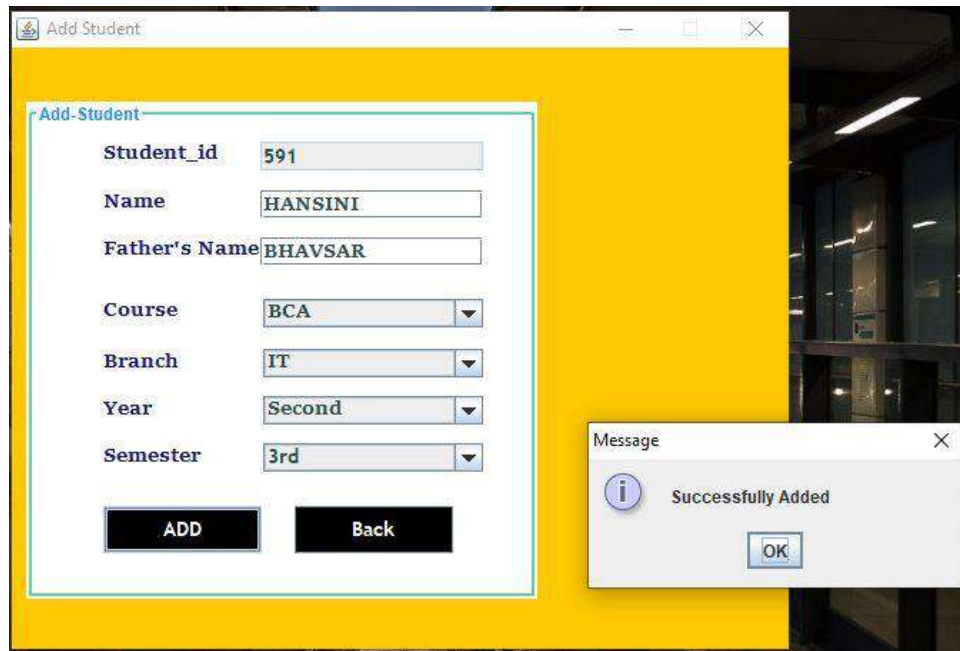 Add Student
Add-Student
Student_id 591
Name HANSINI
Father's Name BHAVSAR
Course BCA
Branch IT
Year Second
Semester 3rd
ADD Back
Message
Successfully Added
OK